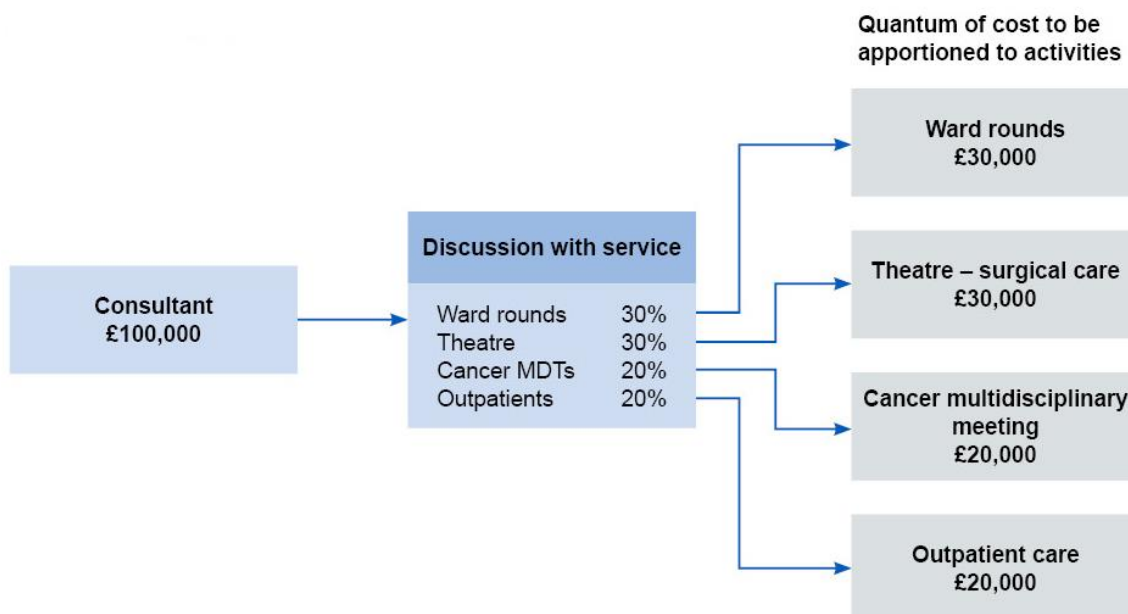 Quantum of cost to be
apportioned to activities
Consultant
£100,000
Discussion with service
Ward rounds 30%
Theatre 30%
Cancer MDTs 20%
Outpatients 20%
Ward rounds
£30,000
Theatre – surgical care
£30,000
Cancer multidisciplinary
meeting
£20,000
Outpatient care
£20,000